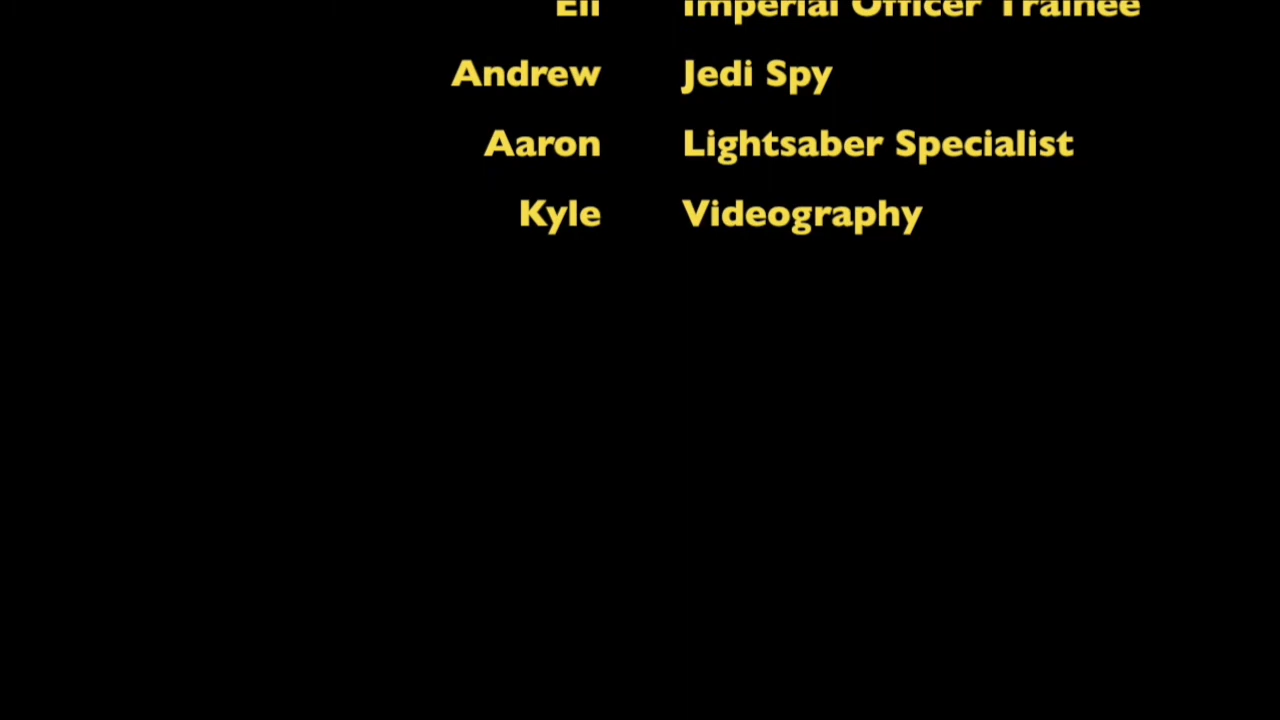 Eli Imperial Officer Trainee
Andrew Jedi Spy
Aaron Lightsaber Specialist
Kyle Videography